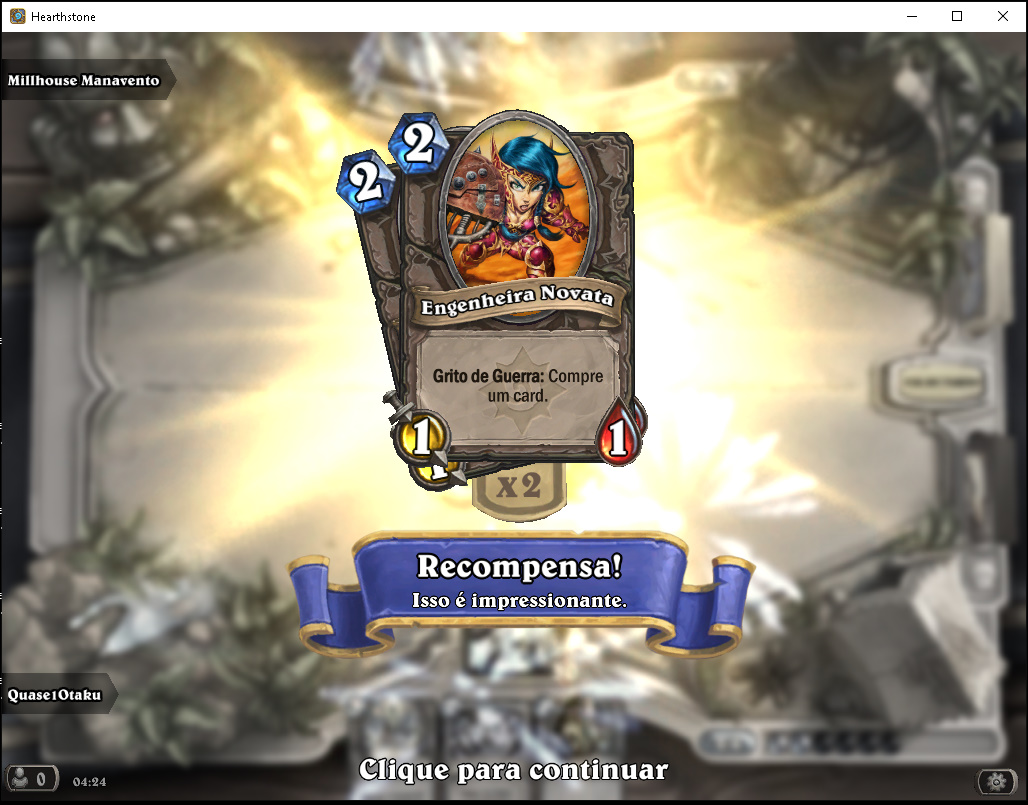 Hearthstone
Millhouse Manavento
2
2
Engenheira Novata
Grito de Guerra: Compre
um card.
1
1
1
x2
Recompensa!
Isso é impressionante.
Quase1Otaku
Clique para continuar
0
04:24